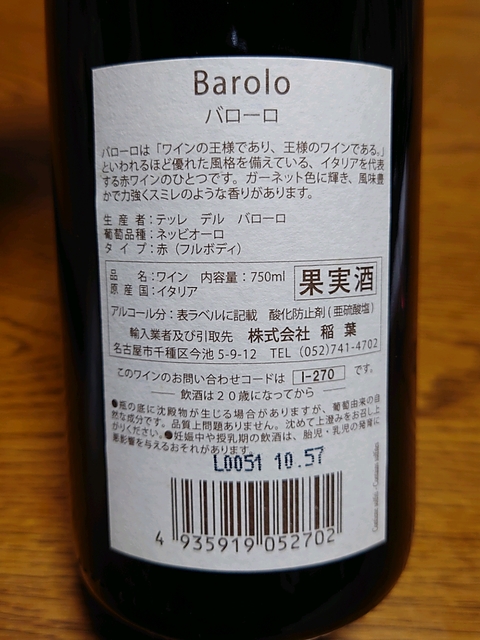 Barolo
バローロ
バローロは「ワインの王様であり、王様のワインである。」
といわれるほど優れた風格を備えている、イタリアを代表
する赤ワインのひとつです。ガーネット色に輝き、風味豊
かで力強くスミレのような香りがあります。
生産者：テッレ デル バローロ
葡萄品種：ネッビオーロ
タイプ：赤（フルボディ）
品名：ワイン 内容量：750ml
原産国：イタリア
果実酒
アルコール分：表ラベルに記載 酸化防止剤(亜硫酸塩)
輸入業者及び引取先 株式会社 稲葉
名古屋市千種区今池5-9-12 TEL (052)741-4702
このワインのお問い合わせコードは I-270 です。
飲酒は20歳になってから
●瓶の底に沈殿物が生じる場合がありますが、葡萄由来の自
然な成分です。品質上問題ありません。沈めて上澄みをお召し上
がりください。●妊娠中や授乳期の飲酒は、胎児・乳児の発育に
悪影響を与えるおそれがあります。
L0051 10.57
4 935919 052702